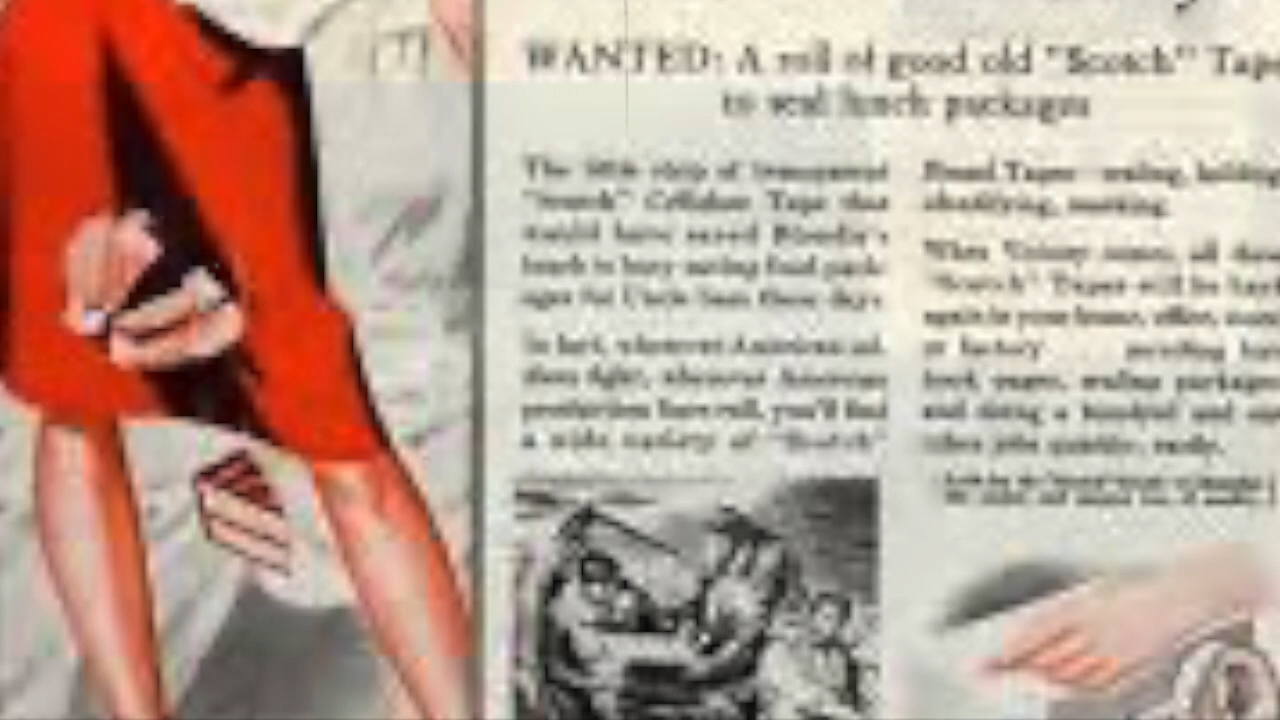 WANTED: A roll of good old "Scotch" Tape
to seal lunch packages
The little strip of transparent
"Scotch" Cellulose Tape that
would have saved Blondie's
lunch is busy saving food pack-
ages for Uncle Sam these days.
In fact, wherever American sol-
diers fight, wherever American
production lines roll, you'll find
a wide variety of "Scotch"
Brand Tapes—sealing, holding,
identifying, masking.
When Victory comes, all these
"Scotch" Tapes will be back
again in your home, office, store
or factory mending
book pages, sealing packages
and doing a hundred and one
other jobs quickly, easily.